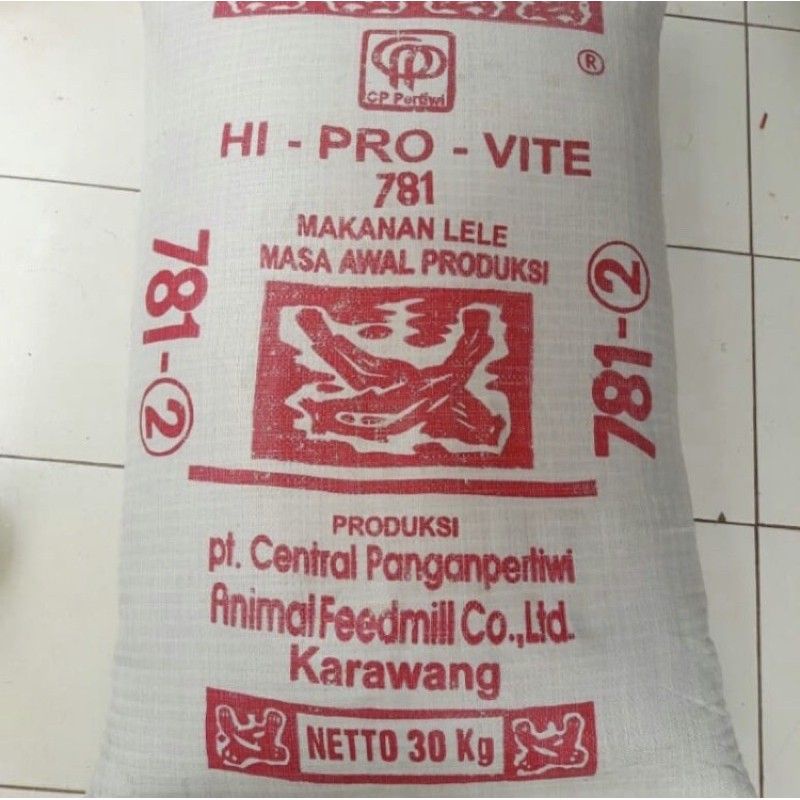 CP Pertiwi
®
HI - PRO - VITE
781
MAKANAN LELE
MASA AWAL PRODUKSI
781-2
781-2
PRODUKSI
pt. Central Panganpertiwi
Animal Feedmill Co.,Ltd.
Karawang
NETTO 30 Kg